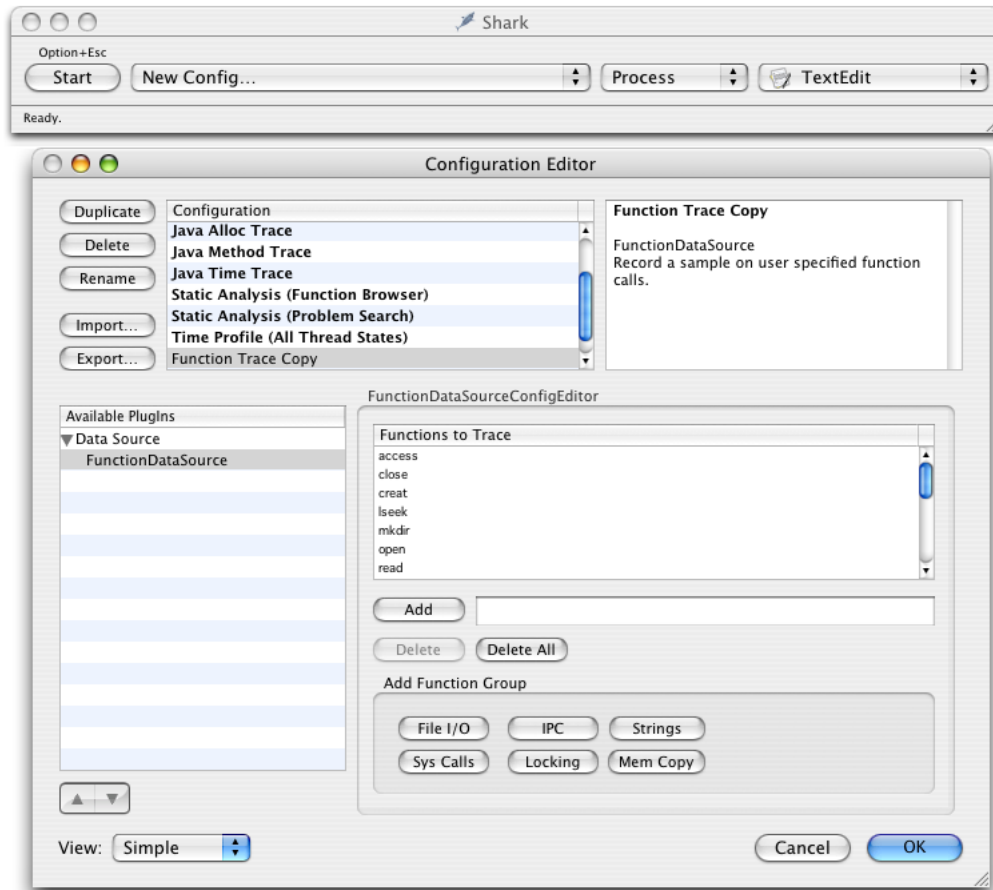 Shark
Option+Esc
Start New Config... Process TextEdit
Ready.
Configuration Editor
Duplicate
Delete
Rename
Import...
Export...
Configuration
Java Alloc Trace
Java Method Trace
Java Time Trace
Static Analysis (Function Browser)
Static Analysis (Problem Search)
Time Profile (All Thread States)
Function Trace Copy
Function Trace Copy
FunctionDataSource
Record a sample on user specified function
calls.
Available PlugIns
Data Source
FunctionDataSource
FunctionDataSourceConfigEditor
Functions to Trace
access
close
creat
lseek
mkdir
open
read
Add
Delete Delete All
Add Function Group
File I/O IPC Strings
Sys Calls Locking Mem Copy
View: Simple Cancel OK